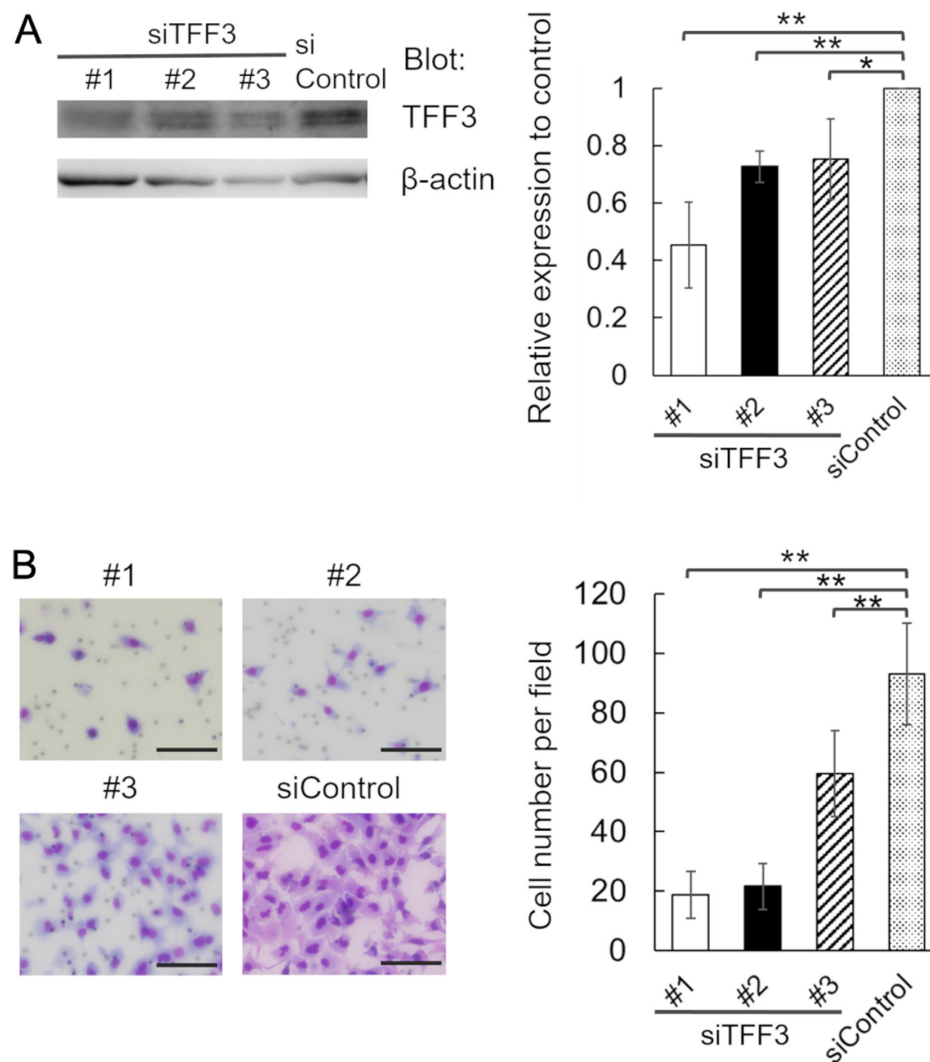 A
siTFF3
si
Control
#1
#2
#3
Blot:
TFF3
β-actin
**
**
*
Relative expression to control
1
0.8
0.6
0.4
0.2
0
#1
#2
#3
siControl
siTFF3
B
#1
#2
#3
siControl
**
**
**
Cell number per field
120
100
80
60
40
20
0
#1
#2
#3
siControl
siTFF3